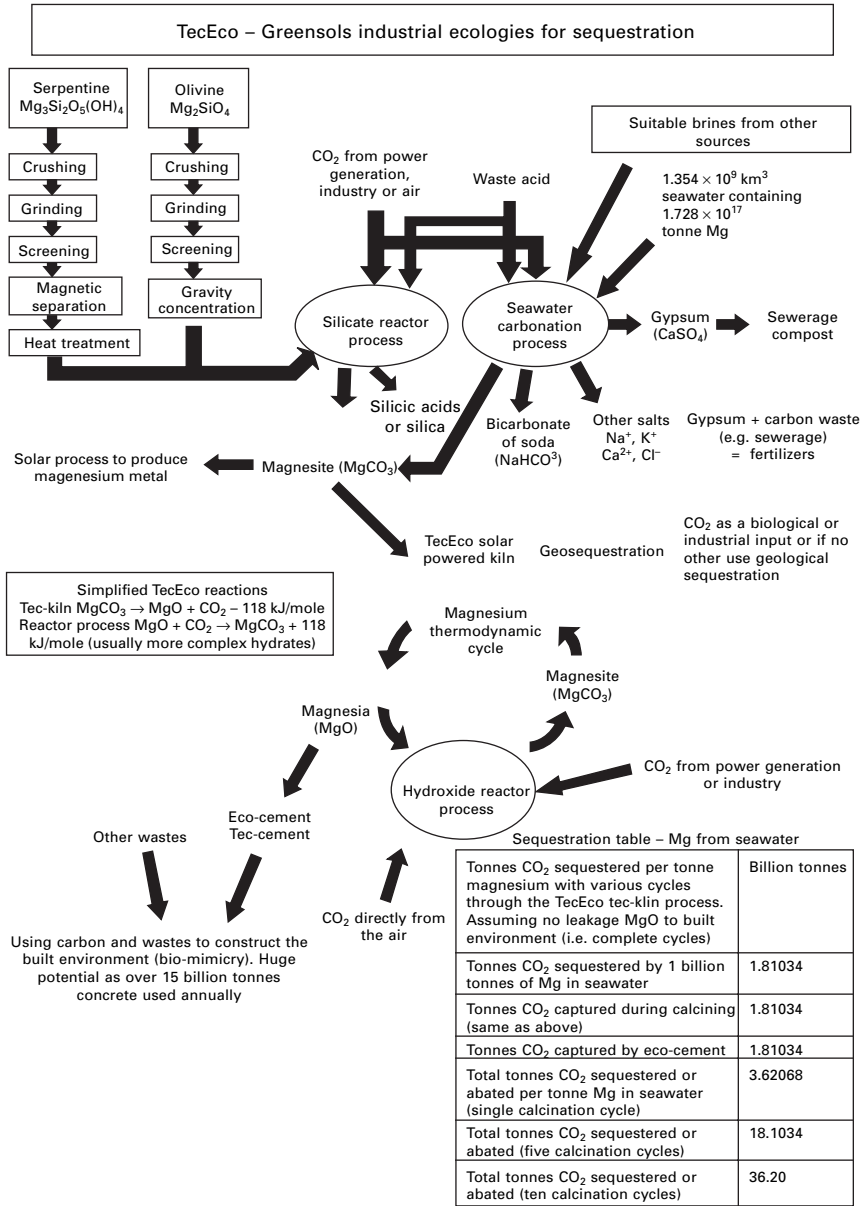 TecEco – Greensols industrial ecologies for sequestration
Serpentine
Mg₃Si₂O₅(OH)₄
Crushing
Grinding
Screening
Magnetic
separation
Heat treatment
Olivine
Mg₂SiO₄
Crushing
Grinding
Screening
Gravity
concentration
CO₂ from power
generation,
industry or air
Waste acid
Suitable brines from other
sources
1.354 × 10⁹ km³
seawater containing
1.728 × 10¹⁷
tonne Mg
Silicate reactor
process
Seawater
carbonation
process
Gypsum
(CaSO₄)
Sewerage
compost
Silicic acids
or silica
Bicarbonate
of soda
(NaHCO³)
Other salts
Na⁺, K⁺
Ca²⁺, Cl⁻
Gypsum + carbon waste
(e.g. sewerage)
= fertilizers
Solar process to produce
magenesium metal
Magnesite (MgCO₃)
TecEco solar
powered kiln
Geosequestration
CO₂ as a biological or
industrial input or if no
other use geological
sequestration
Simplified TecEco reactions
Tec-kiln MgCO₃ → MgO + CO₂ – 118 kJ/mole
Reactor process MgO + CO₂ → MgCO₃ + 118
kJ/mole (usually more complex hydrates)
Magnesium
thermodynamic
cycle
Magnesite
(MgCO₃)
Magnesia
(MgO)
Hydroxide reactor
process
CO₂ from power generation
or industry
Eco-cement
Tec-cement
Other wastes
CO₂ directly from
the air
Using carbon and wastes to construct the
built environment (bio-mimicry). Huge
potential as over 15 billion tonnes
concrete used annually
Sequestration table – Mg from seawater
Tonnes CO₂ sequestered per tonne
magnesium with various cycles
through the TecEco tec-klin process.
Assuming no leakage MgO to built
environment (i.e. complete cycles)
Billion tonnes
Tonnes CO₂ sequestered by 1 billion
tonnes of Mg in seawater
1.81034
Tonnes CO₂ captured during calcining
(same as above)
1.81034
Tonnes CO₂ captured by eco-cement
1.81034
Total tonnes CO₂ sequestered or
abated per tonne Mg in seawater
(single calcination cycle)
3.62068
Total tonnes CO₂ sequestered or
abated (five calcination cycles)
18.1034
Total tonnes CO₂ sequestered or
abated (ten calcination cycles)
36.20